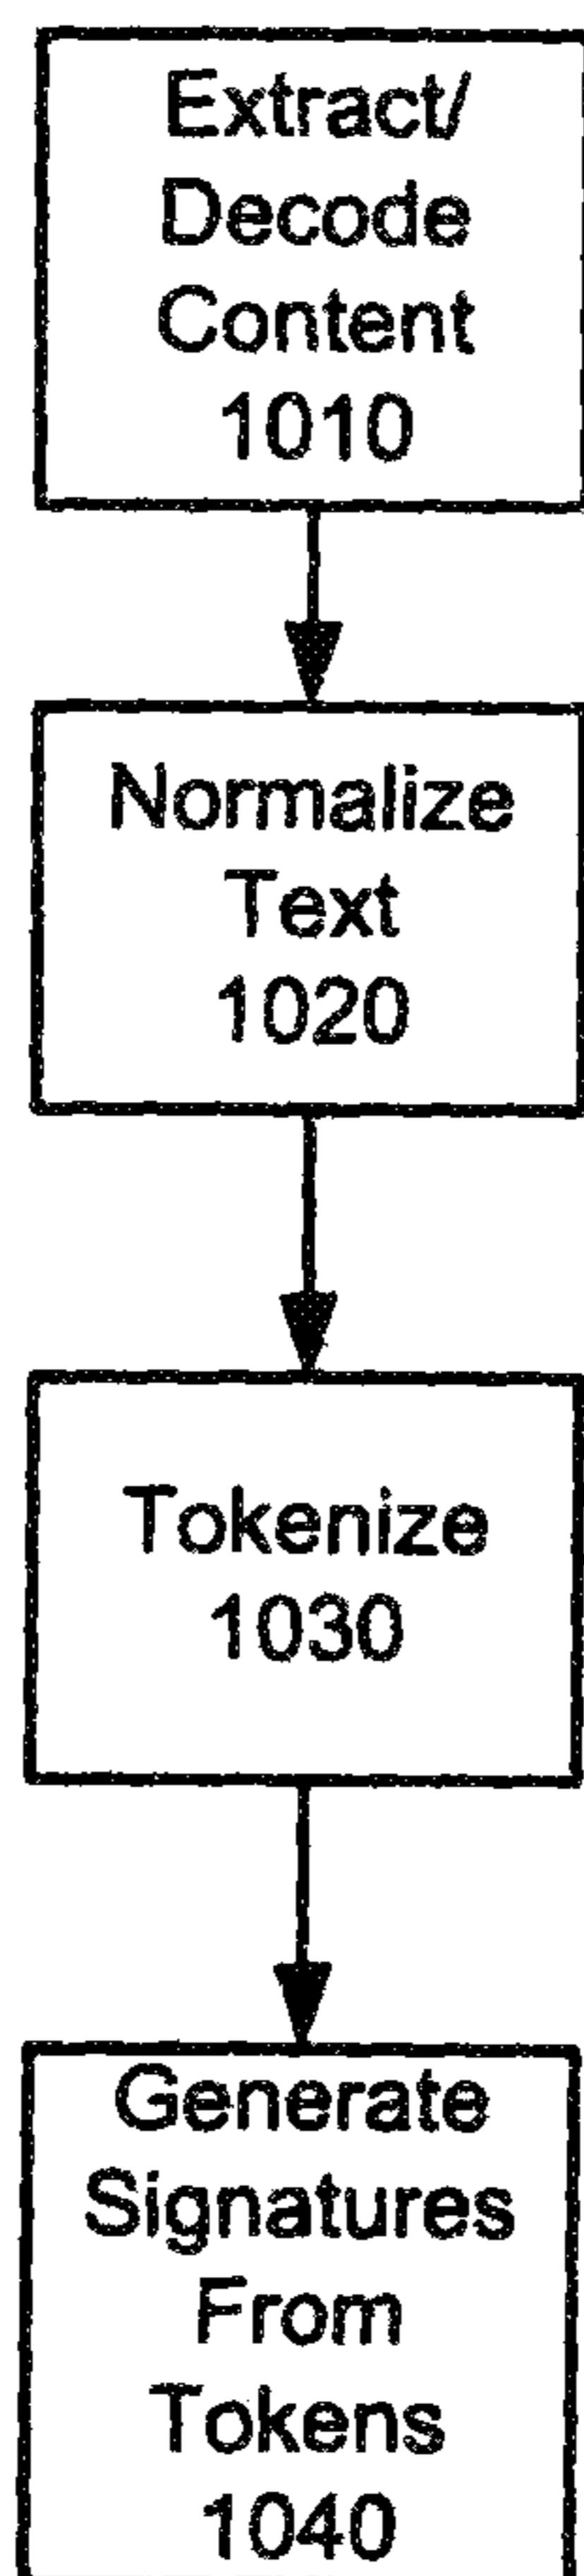 Extract/
Decode
Content
1010
Normalize
Text
1020
Tokenize
1030
Generate
Signatures
From
Tokens
1040